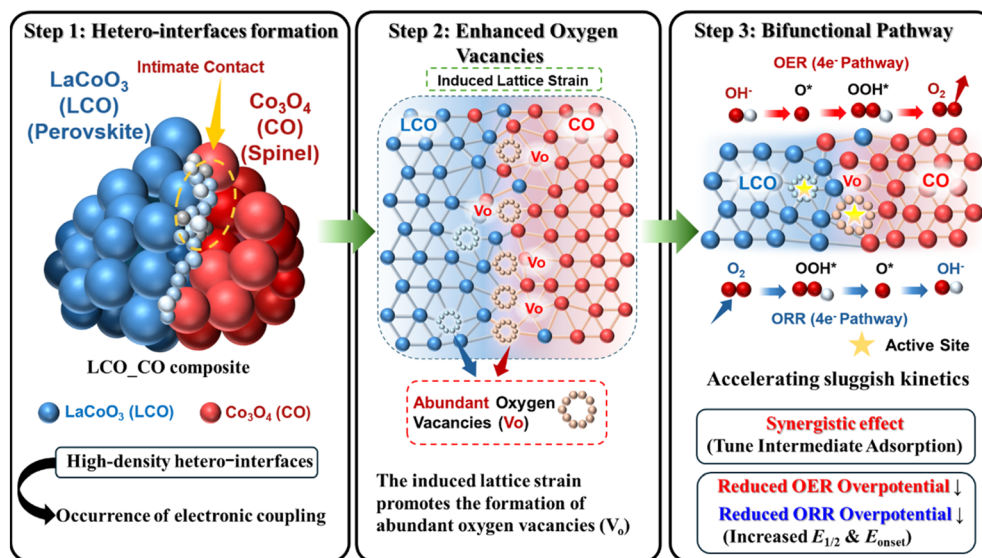 Step 1: Hetero-interfaces formation
Intimate Contact
LaCoO₃
(LCO)
(Perovskite)
Co₃O₄
(CO)
(Spinel)
LCO_CO composite
LaCoO₃ (LCO)
Co₃O₄ (CO)
High-density hetero-interfaces
Occurrence of electronic coupling
Step 2: Enhanced Oxygen
Vacancies
Induced Lattice Strain
LCO
CO
Vo
Vo
Vo
Vo
Abundant Oxygen
Vacancies (Vo)
The induced lattice strain
promotes the formation of
abundant oxygen vacancies (Vₒ)
Step 3: Bifunctional Pathway
OER (4e⁻ Pathway)
OH⁻
O*
OOH*
O₂
LCO
Vo
CO
O₂
OOH*
O*
OH⁻
ORR (4e⁻ Pathway)
Active Site
Accelerating sluggish kinetics
Synergistic effect
(Tune Intermediate Adsorption)
Reduced OER Overpotential ↓
Reduced ORR Overpotential ↓
(Increased E₁/₂ & Eₒₙₛₑₜ)